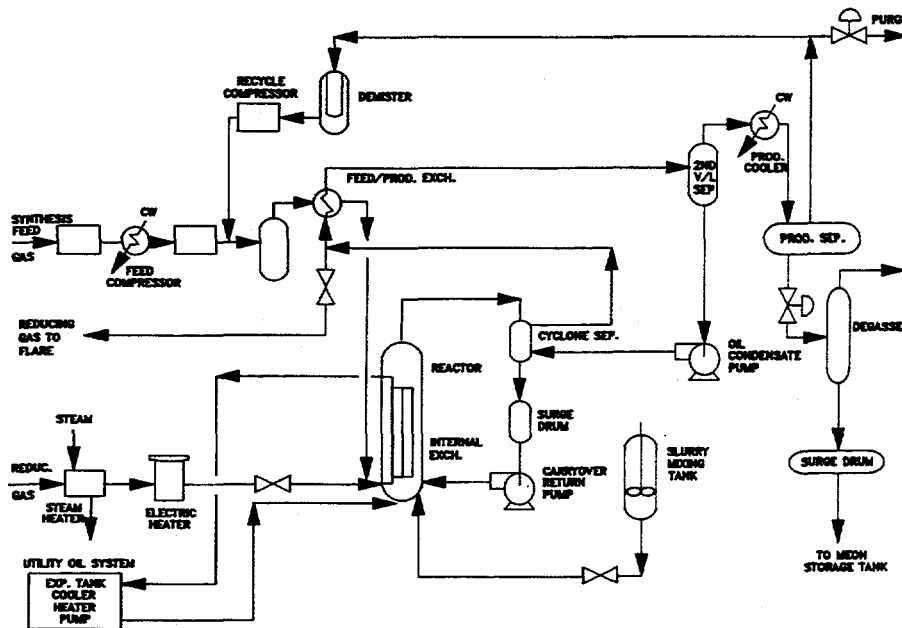 PURG
RECYCLE
COMPRESSOR
DEMISTER
CW
PROD.
COOLER
2ND
V/L
SEP
FEED/PROD. EXCH.
SYNTHESIS
FEED
GAS
CW
FEED
COMPRESSOR
PROD. SEP.
REDUCING
GAS TO
FLARE
CYCLONE SEP.
DEGASSE
OIL
CONDENSATE
PUMP
REACTOR
STEAM
INTERNAL
EXCH.
SURGE
DRUM
SLURRY
MIXING
TANK
SURGE DRUM
REDUC.
GAS
STEAM
HEATER
ELECTRIC
HEATER
CARRYOVER
RETURN
PUMP
UTILITY OIL SYSTEM
EXP. TANK
COOLER
HEATER
PUMP
TO MEOH
STORAGE TANK